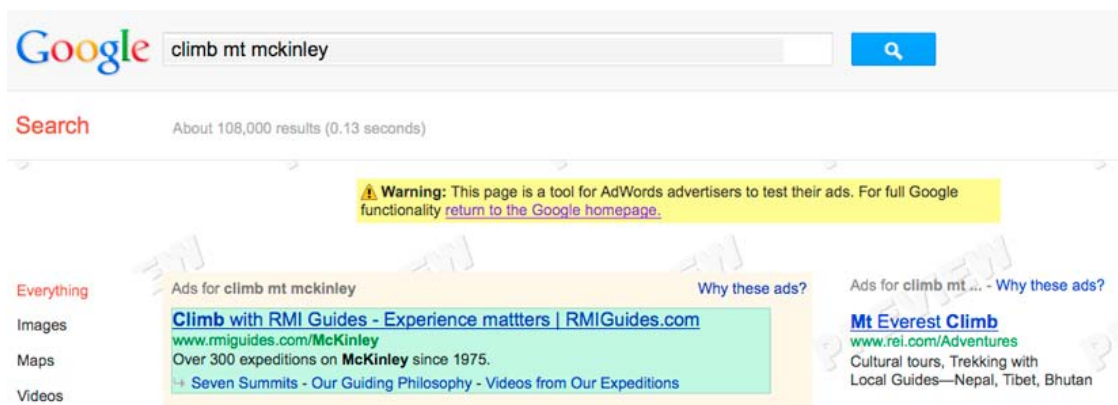 Google climb mt mckinley
Search About 108,000 results (0.13 seconds)
Warning: This page is a tool for AdWords advertisers to test their ads. For full Google
functionality return to the Google homepage.
Everything
Images
Maps
Videos
Ads for climb mt mckinley Why these ads?
Climb with RMI Guides - Experience mattters | RMIGuides.com
www.rmiguides.com/McKinley
Over 300 expeditions on McKinley since 1975.
Seven Summits - Our Guiding Philosophy - Videos from Our Expeditions
Ads for climb mt ... - Why these ads?
Mt Everest Climb
www.rei.com/Adventures
Cultural tours, Trekking with
Local Guides—Nepal, Tibet, Bhutan